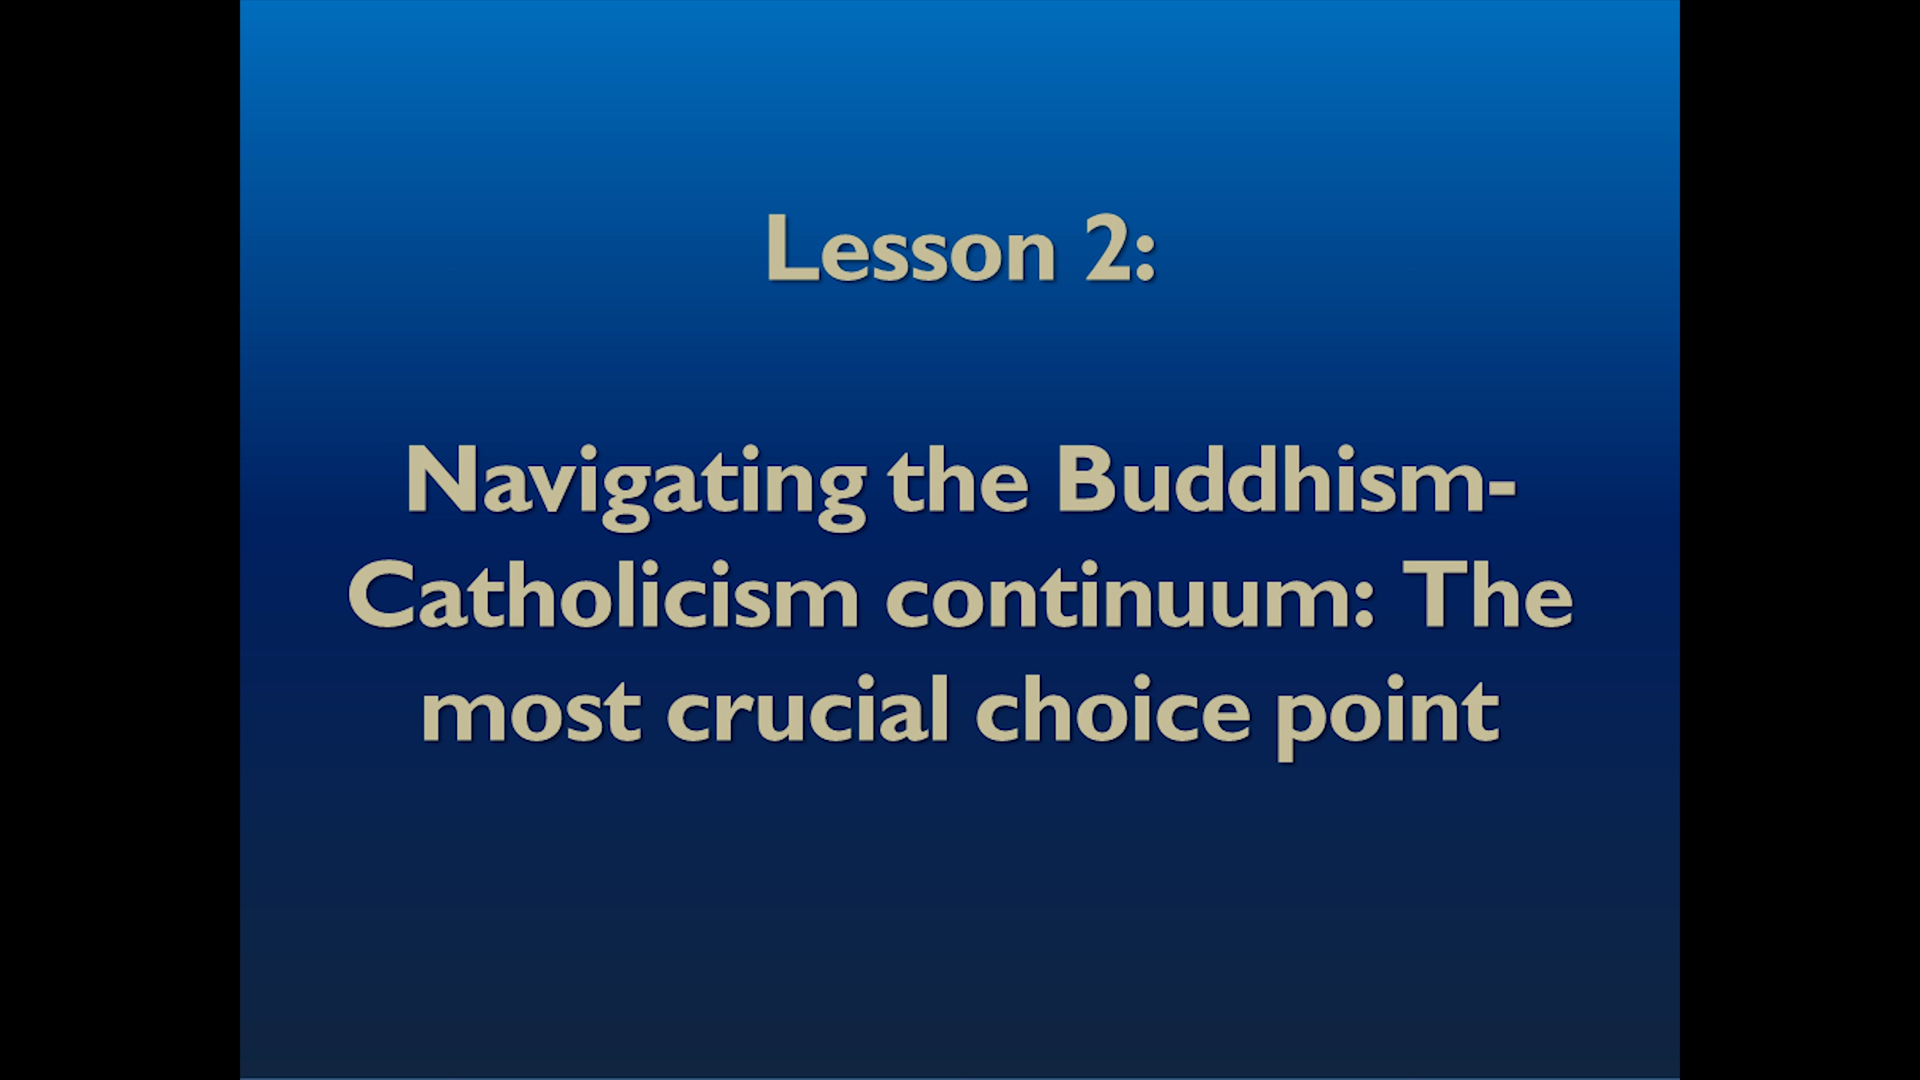 Lesson 2:
Navigating the Buddhism-
Catholicism continuum: The
most crucial choice point